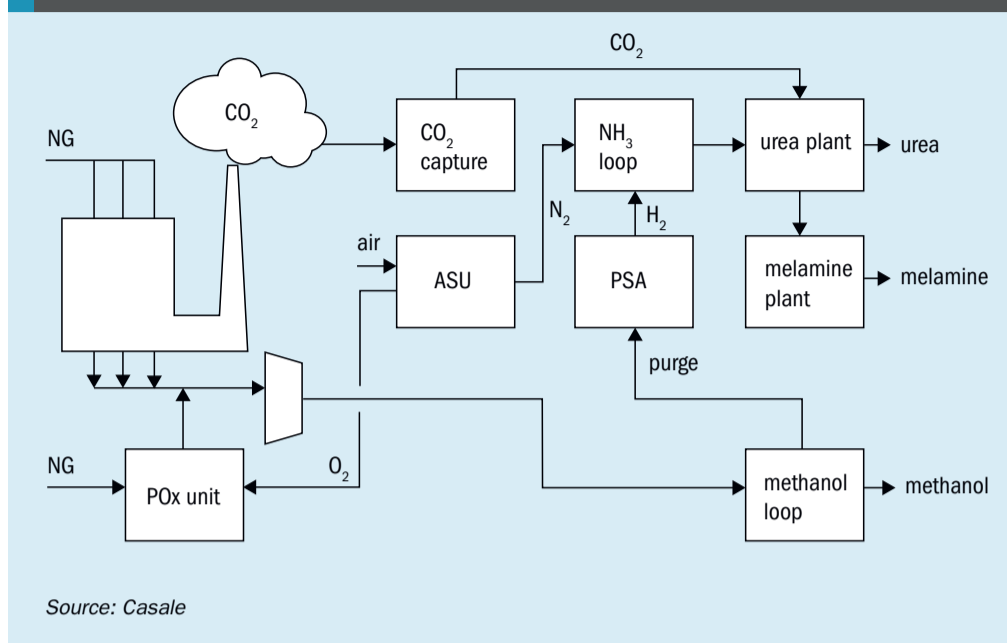 CO₂
CO₂
NG
CO₂
capture
NH₃
loop
urea plant
urea
N₂
H₂
air
ASU
PSA
melamine
plant
melamine
purge
NG
O₂
POx unit
methanol
loop
methanol
Source: Casale